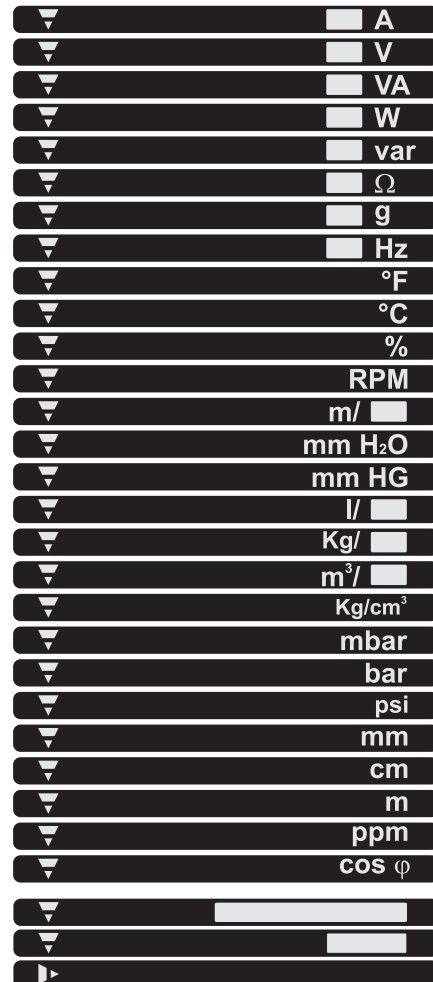 A
V
VA
W
var
Ω
g
Hz
°F
°C
%
RPM
m/
mm H₂O
mm HG
l/
Kg/
m³/
Kg/cm³
mbar
bar
psi
mm
cm
m
ppm
cos φ